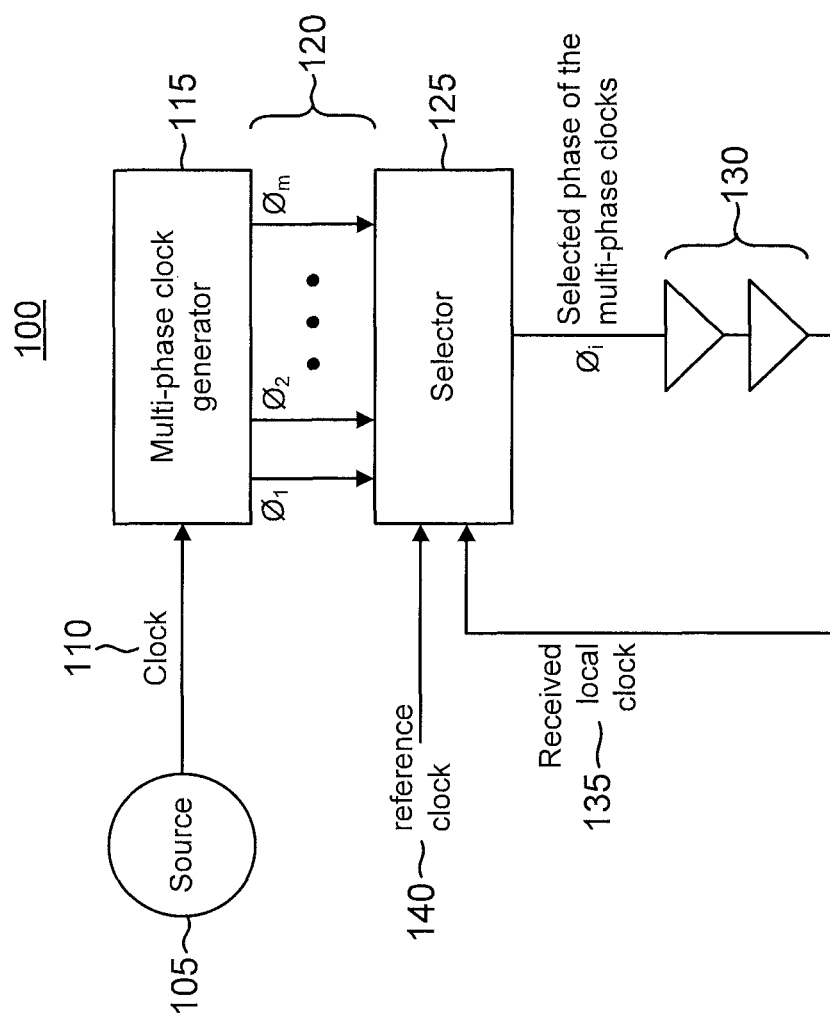 100
105
Source
110
Clock
Multi-phase clock
generator
115
Ø1
Ø2
Øm
120
140
reference
clock
Selector
125
135
Received
local
clock
Øi
Selected phase of the
multi-phase clocks
130